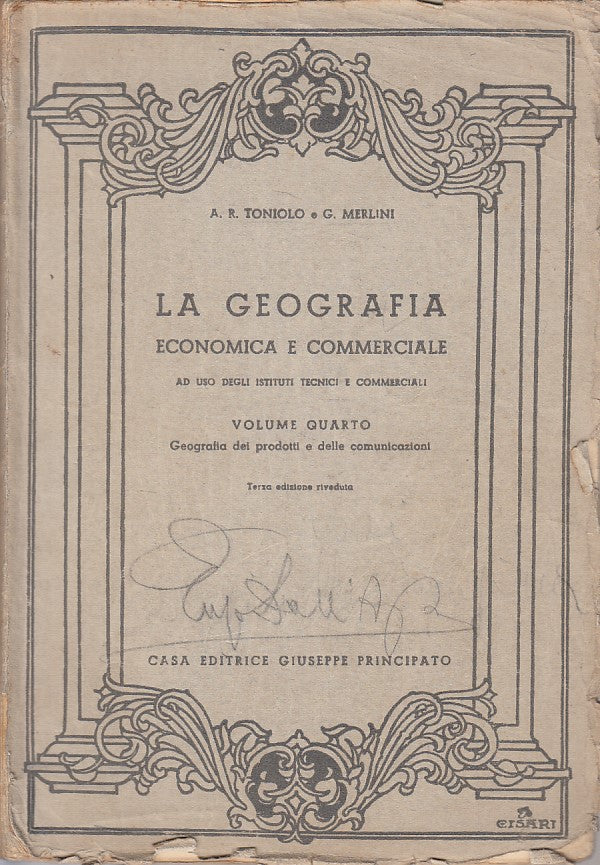 A. R. TONIOLO e G. MERLINI
LA GEOGRAFIA
ECONOMICA E COMMERCIALE
AD USO DEGLI ISTITUTI TECNICI E COMMERCIALI
VOLUME QUARTO
Geografia dei prodotti e delle comunicazioni
Terza edizione riveduta
CASA EDITRICE GIUSEPPE PRINCIPATO
CISARI